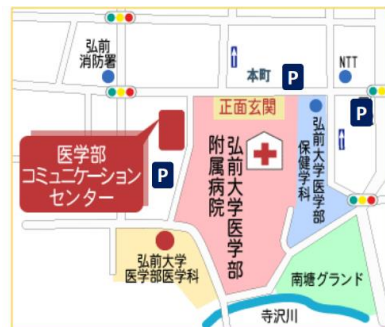 弘前
消防署
本町
P
NTT
P
正面玄関
医学部
コミュニケーション
センター
P
弘前大学医学部
附属病院
弘前大学医学部
保健学科
弘前大学
医学部医学科
南塘グランド
寺沢川